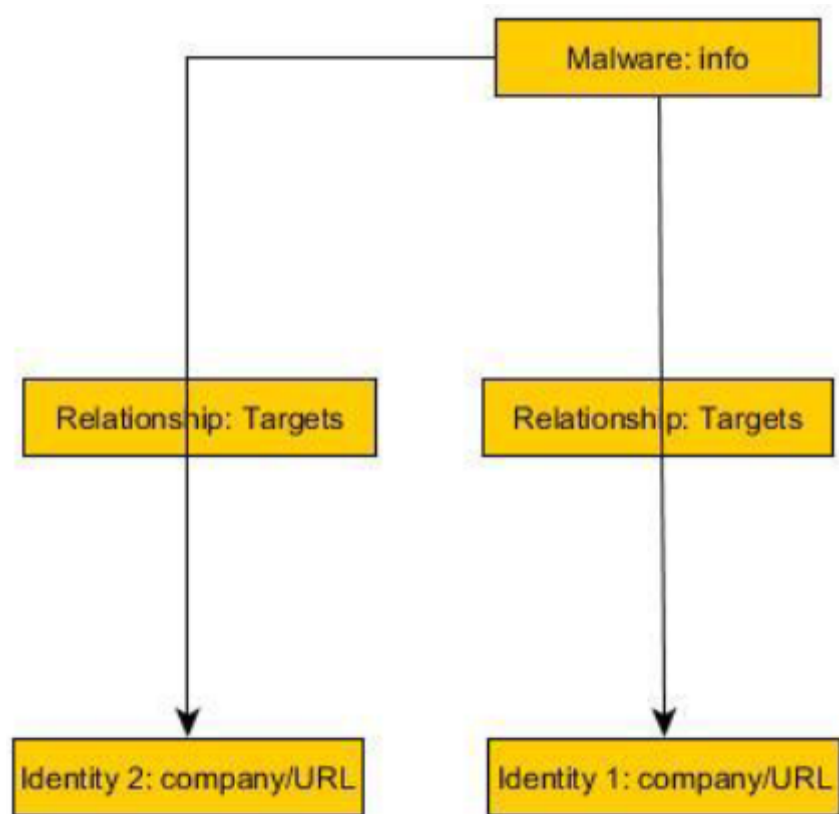 Malware: info
Relationship: Targets
Relationship: Targets
Identity 2: company/URL
Identity 1: company/URL